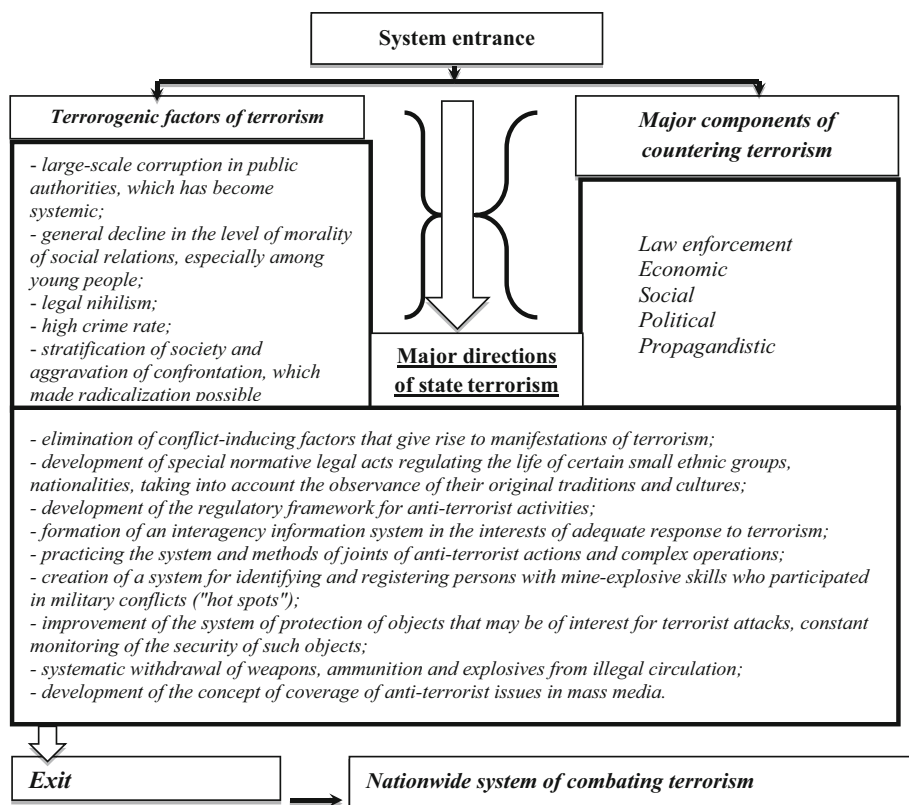 System entrance
Terrorogenic factors of terrorism
- large-scale corruption in public
authorities, which has become
systemic;
- general decline in the level of morality
of social relations, especially among
young people;
- legal nihilism;
- high crime rate;
- stratification of society and
aggravation of confrontation, which
made radicalization possible
Major components of
countering terrorism
Law enforcement
Economic
Social
Political
Propagandistic
Major directions
of state terrorism
- elimination of conflict-inducing factors that give rise to manifestations of terrorism;
- development of special normative legal acts regulating the life of certain small ethnic groups,
nationalities, taking into account the observance of their original traditions and cultures;
- development of the regulatory framework for anti-terrorist activities;
- formation of an interagency information system in the interests of adequate response to terrorism;
- practicing the system and methods of joints of anti-terrorist actions and complex operations;
- creation of a system for identifying and registering persons with mine-explosive skills who participated
in military conflicts ("hot spots");
- improvement of the system of protection of objects that may be of interest for terrorist attacks, constant
monitoring of the security of such objects;
- systematic withdrawal of weapons, ammunition and explosives from illegal circulation;
- development of the concept of coverage of anti-terrorist issues in mass media.
Exit
Nationwide system of combating terrorism